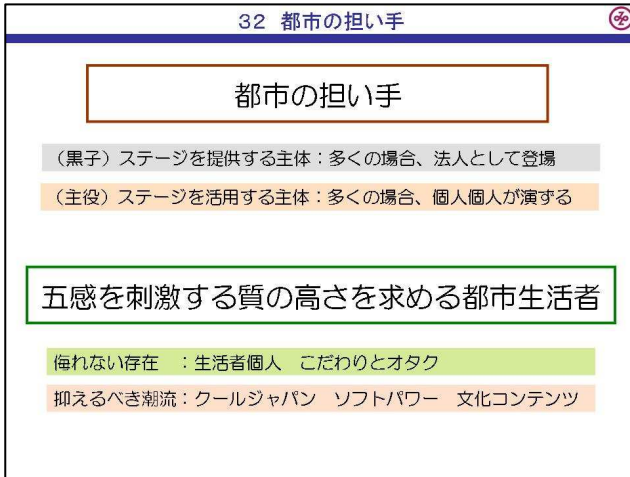 32 都市の担い手
都市の担い手
（黒子）ステージを提供する主体：多くの場合、法人として登場
（主役）ステージを活用する主体：多くの場合、個人個人が演ずる
五感を刺激する質の高さを求める都市生活者
侮れない存在　：生活者個人　こだわりとオタク
抑えるべき潮流：クールジャパン　ソフトパワー　文化コンテンツ